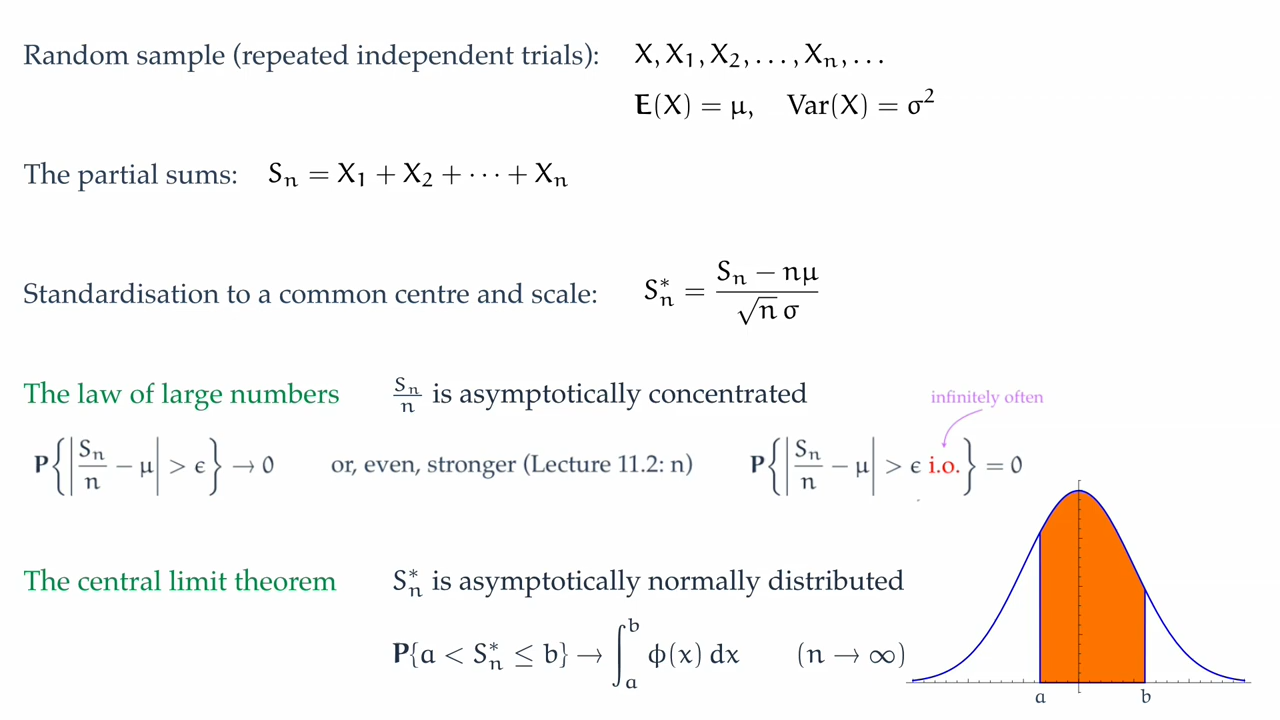 Random sample (repeated independent trials): X, X₁, X₂, . . . , Xₙ, . . .
E(X) = μ, Var(X) = σ²
The partial sums: Sₙ = X₁ + X₂ + · · · + Xₙ
Standardisation to a common centre and scale: Sₙ* = (Sₙ − nμ) / (√n σ)
The law of large numbers Sₙ/n is asymptotically concentrated
infinitely often
P{|Sₙ/n − μ| > ϵ} → 0 or, even, stronger (Lecture 11.2: n) P{|Sₙ/n − μ| > ϵ i.o.} = 0
The central limit theorem Sₙ* is asymptotically normally distributed
P{a < Sₙ* ≤ b} → ∫ₐᵇ ϕ(x) dx (n → ∞)
a b